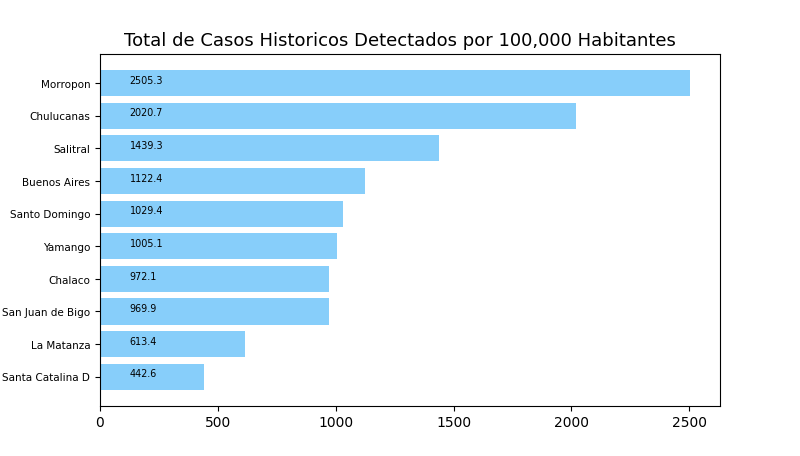 Total de Casos Historicos Detectados por 100,000 Habitantes
Morropon 2505.3
Chulucanas 2020.7
Salitral 1439.3
Buenos Aires 1122.4
Santo Domingo 1029.4
Yamango 1005.1
Chalaco 972.1
San Juan de Bigo 969.9
La Matanza 613.4
Santa Catalina D 442.6
0 500 1000 1500 2000 2500